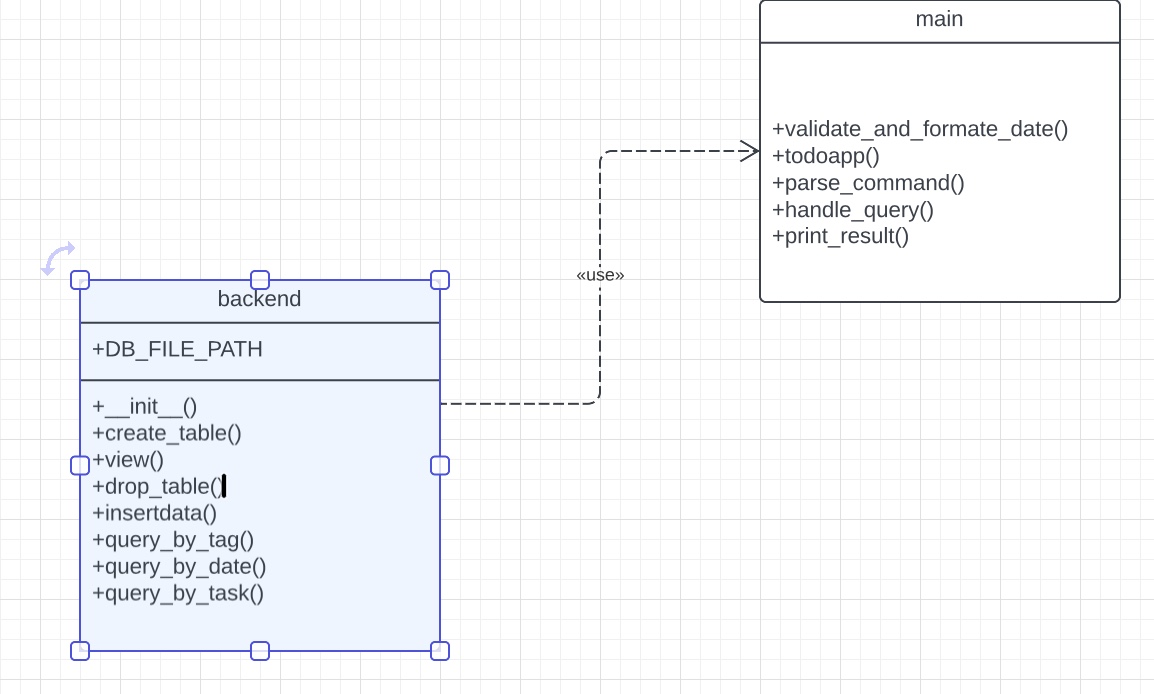 main
+validate_and_formate_date()
+todoapp()
+parse_command()
+handle_query()
+print_result()
«use»
backend
+DB_FILE_PATH
+__init__()
+create_table()
+view()
+drop_table()
+insertdata()
+query_by_tag()
+query_by_date()
+query_by_task()